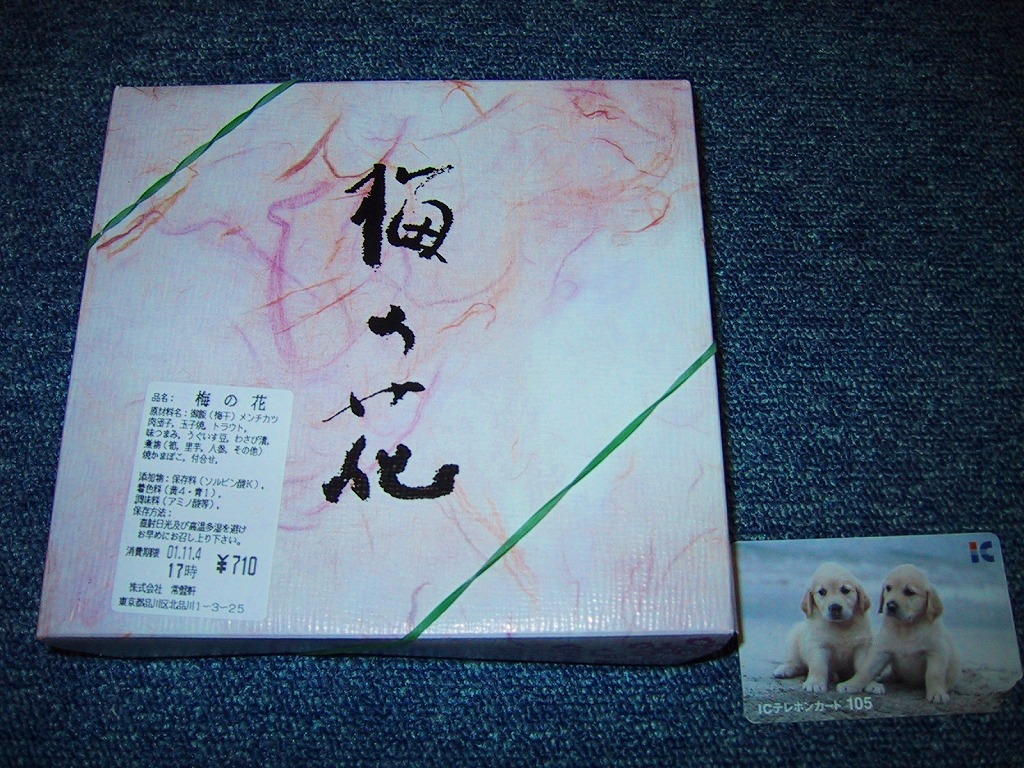 梅の花
品名: 梅の花
原材料名:御飯(梅干)メンチカツ
肉団子，玉子焼，トラウト，
味つまみ，うぐいす豆，わさび漬，
煮物（筍，里芋，人参，その他）
焼かまぼこ，付合せ，
添加物:保存料(ソルビン酸K)，
着色料(黄4・青1)，
調味料(アミノ酸等)，
保存方法:
直射日光及び高温多湿を避け
お早めにお召し上り下さい。
消費期限 01.11.4
17時 ¥710
株式会社 常盤軒
東京都品川区北品川1-3-25
IC
ICテレホンカード 105